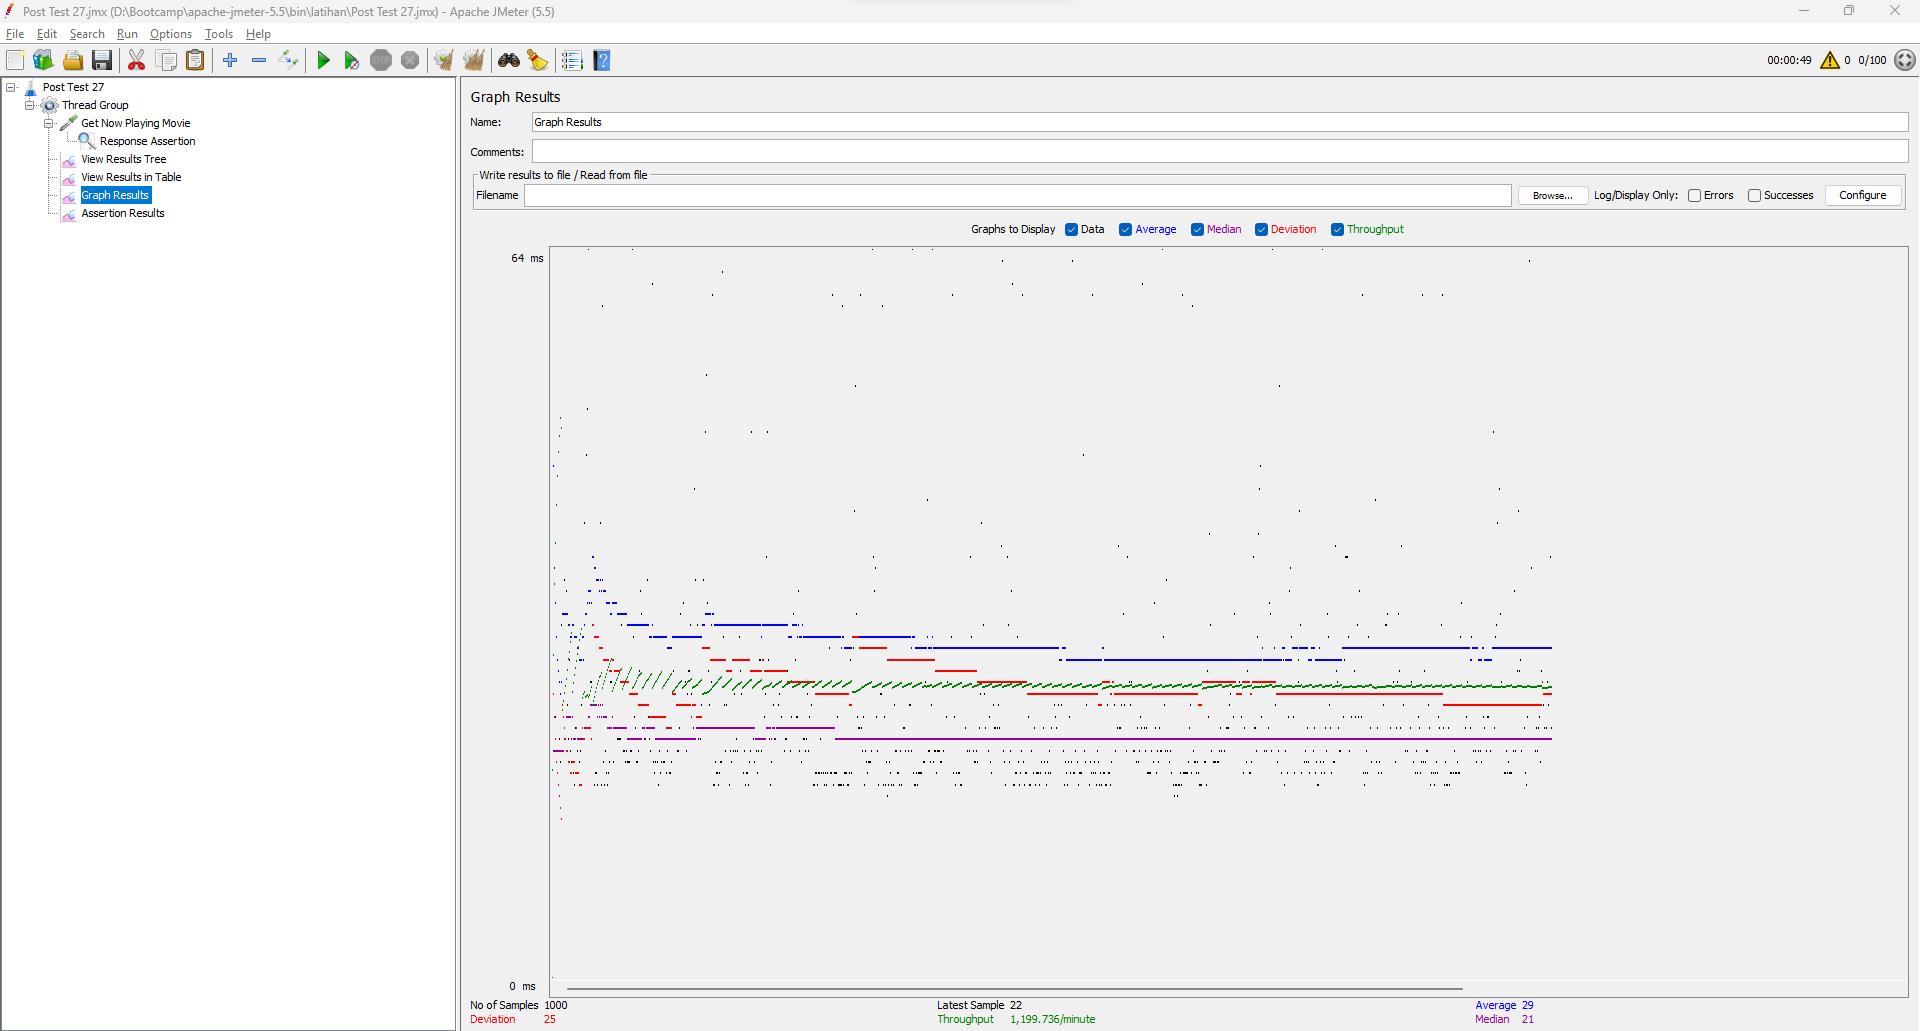 Post Test 27.jmx (D:\Bootcamp\apache-jmeter-5.5\bin\latihan\Post Test 27.jmx) - Apache JMeter (5.5)
File Edit Search Run Options Tools Help
STOP 00:00:49 0 0/100
Post Test 27
Thread Group
Get Now Playing Movie
Response Assertion
View Results Tree
View Results in Table
Graph Results
Assertion Results
Graph Results
Name: Graph Results
Comments:
Write results to file / Read from file
Filename Browse... Log/Display Only: Errors Successes Configure
Graphs to Display Data Average Median Deviation Throughput
64 ms
0 ms
No of Samples 1000 Latest Sample 22 Average 29
Deviation 25 Throughput 1,199.736/minute Median 21